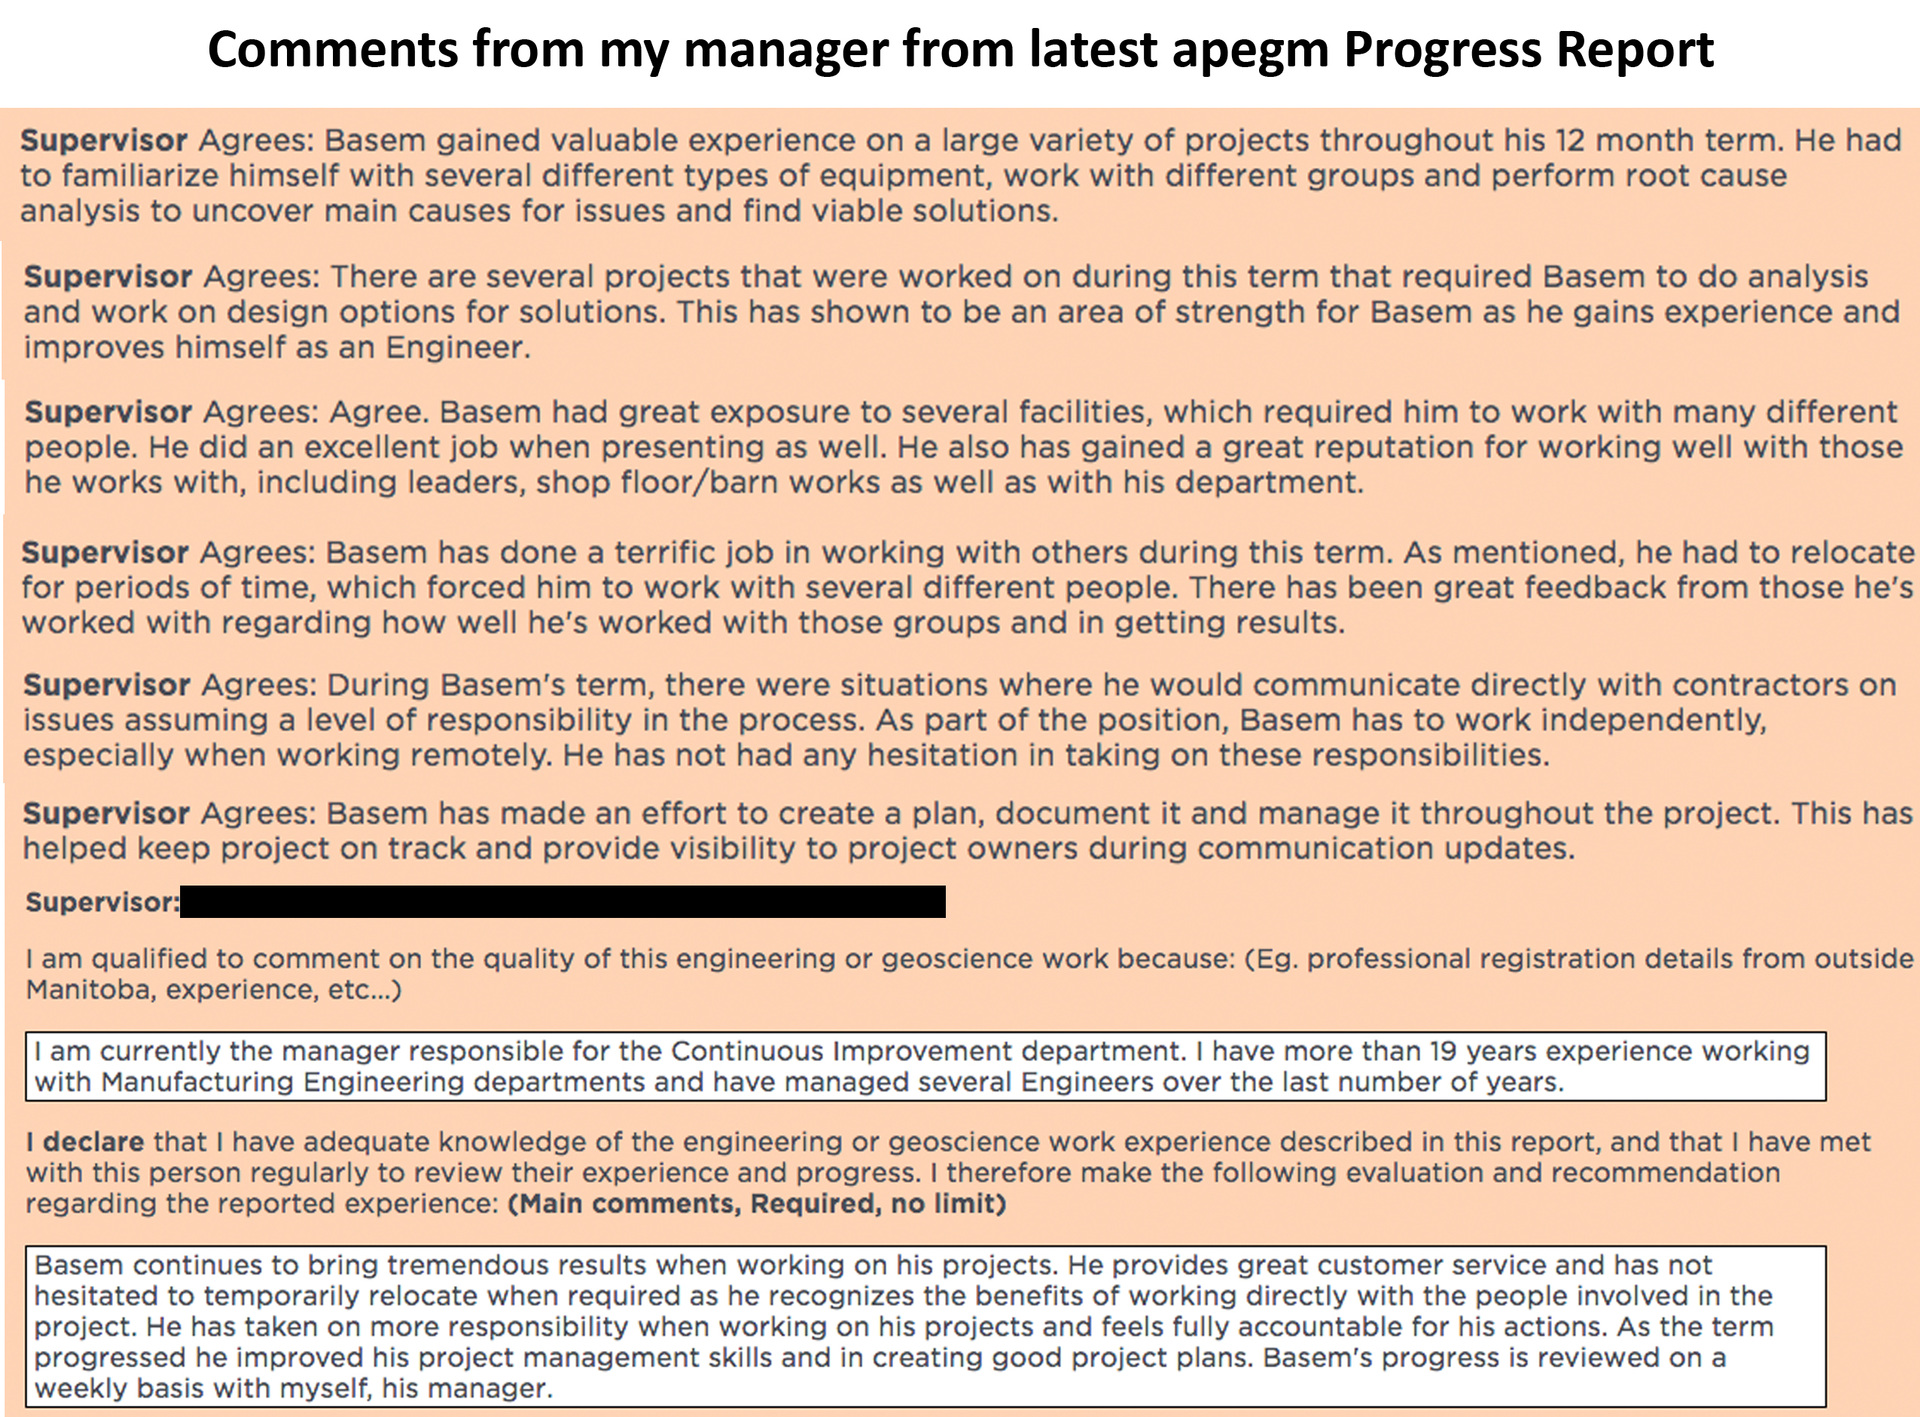 Comments from my manager from latest apegm Progress Report
Supervisor Agrees: Basem gained valuable experience on a large variety of projects throughout his 12 month term. He had
to familiarize himself with several different types of equipment, work with different groups and perform root cause
analysis to uncover main causes for issues and find viable solutions.
Supervisor Agrees: There are several projects that were worked on during this term that required Basem to do analysis
and work on design options for solutions. This has shown to be an area of strength for Basem as he gains experience and
improves himself as an Engineer.
Supervisor Agrees: Agree. Basem had great exposure to several facilities, which required him to work with many different
people. He did an excellent job when presenting as well. He also has gained a great reputation for working well with those
he works with, including leaders, shop floor/barn works as well as with his department.
Supervisor Agrees: Basem has done a terrific job in working with others during this term. As mentioned, he had to relocate
for periods of time, which forced him to work with several different people. There has been great feedback from those he's
worked with regarding how well he's worked with those groups and in getting results.
Supervisor Agrees: During Basem's term, there were situations where he would communicate directly with contractors on
issues assuming a level of responsibility in the process. As part of the position, Basem has to work independently,
especially when working remotely. He has not had any hesitation in taking on these responsibilities.
Supervisor Agrees: Basem has made an effort to create a plan, document it and manage it throughout the project. This has
helped keep project on track and provide visibility to project owners during communication updates.
Supervisor:
I am qualified to comment on the quality of this engineering or geoscience work because: (Eg. professional registration details from outside
Manitoba, experience, etc...)
I am currently the manager responsible for the Continuous Improvement department. I have more than 19 years experience working
with Manufacturing Engineering departments and have managed several Engineers over the last number of years.
I declare that I have adequate knowledge of the engineering or geoscience work experience described in this report, and that I have met
with this person regularly to review their experience and progress. I therefore make the following evaluation and recommendation
regarding the reported experience: (Main comments, Required, no limit)
Basem continues to bring tremendous results when working on his projects. He provides great customer service and has not
hesitated to temporarily relocate when required as he recognizes the benefits of working directly with the people involved in the
project. He has taken on more responsibility when working on his projects and feels fully accountable for his actions. As the term
progressed he improved his project management skills and in creating good project plans. Basem's progress is reviewed on a
weekly basis with myself, his manager.